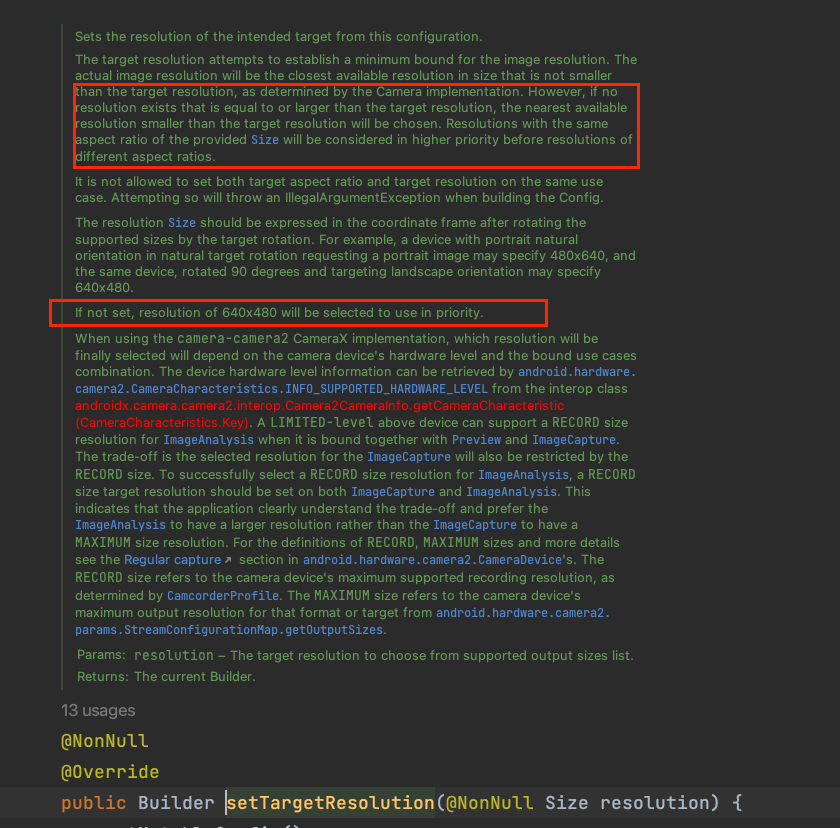 Sets the resolution of the intended target from this configuration.
The target resolution attempts to establish a minimum bound for the image resolution. The
actual image resolution will be the closest available resolution in size that is not smaller
than the target resolution, as determined by the Camera implementation. However, if no
resolution exists that is equal to or larger than the target resolution, the nearest available
resolution smaller than the target resolution will be chosen. Resolutions with the same
aspect ratio of the provided Size will be considered in higher priority before resolutions of
different aspect ratios.
It is not allowed to set both target aspect ratio and target resolution on the same use
case. Attempting so will throw an IllegalArgumentException when building the Config.
The resolution Size should be expressed in the coordinate frame after rotating the
supported sizes by the target rotation. For example, a device with portrait natural
orientation in natural target rotation requesting a portrait image may specify 480x640, and
the same device, rotated 90 degrees and targeting landscape orientation may specify
640x480.
If not set, resolution of 640x480 will be selected to use in priority.
When using the camera-camera2 CameraX implementation, which resolution will be
finally selected will depend on the camera device's hardware level and the bound use cases
combination. The device hardware level information can be retrieved by android.hardware.
camera2.CameraCharacteristics.INFO_SUPPORTED_HARDWARE_LEVEL from the interop class
androidx.camera.camera2.interop.Camera2CameraInfo.getCameraCharacteristic
(CameraCharacteristics.Key). A LIMITED-level above device can support a RECORD size
resolution for ImageAnalysis when it is bound together with Preview and ImageCapture.
The trade-off is the selected resolution for the ImageCapture will also be restricted by the
RECORD size. To successfully select a RECORD size resolution for ImageAnalysis, a RECORD
size target resolution should be set on both ImageCapture and ImageAnalysis. This
indicates that the application clearly understand the trade-off and prefer the
ImageAnalysis to have a larger resolution rather than the ImageCapture to have a
MAXIMUM size resolution. For the definitions of RECORD, MAXIMUM sizes and more details
see the Regular capture↗ section in android.hardware.camera2.CameraDevice's. The
RECORD size refers to the camera device's maximum supported recording resolution, as
determined by CamcorderProfile. The MAXIMUM size refers to the camera device's
maximum output resolution for that format or target from android.hardware.camera2.
params.StreamConfigurationMap.getOutputSizes.
Params: resolution – The target resolution to choose from supported output sizes list.
Returns: The current Builder.
13 usages
@NonNull
@Override
public Builder setTargetResolution(@NonNull Size resolution) {